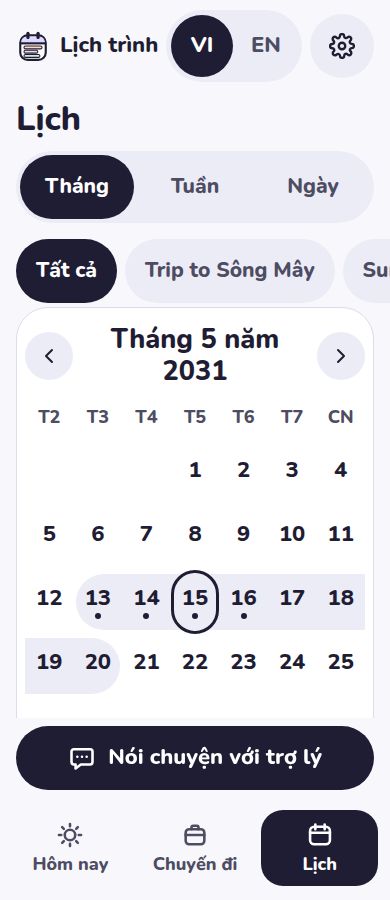 Lịch trình VI EN
Lịch
Tháng Tuần Ngày
Tất cả Trip to Sông Mây
Tháng 5 năm
2031
T2 T3 T4 T5 T6 T7 CN
1 2 3 4
5 6 7 8 9 10 11
12 13 14 15 16 17 18
19 20 21 22 23 24 25
Nói chuyện với trợ lý
Hôm nay Chuyến đi Lịch